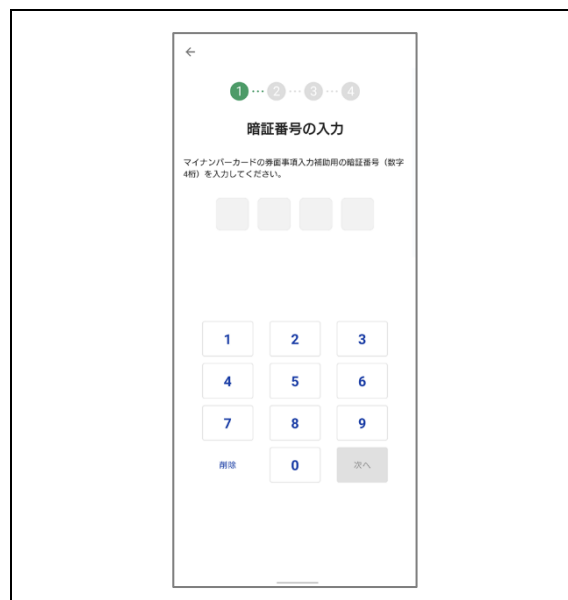 ←
1 … 2 … 3 … 4
暗証番号の入力
マイナンバーカードの券面事項入力補助用の暗証番号（数字
4桁）を入力してください。
1 2 3
4 5 6
7 8 9
削除 0 次へ